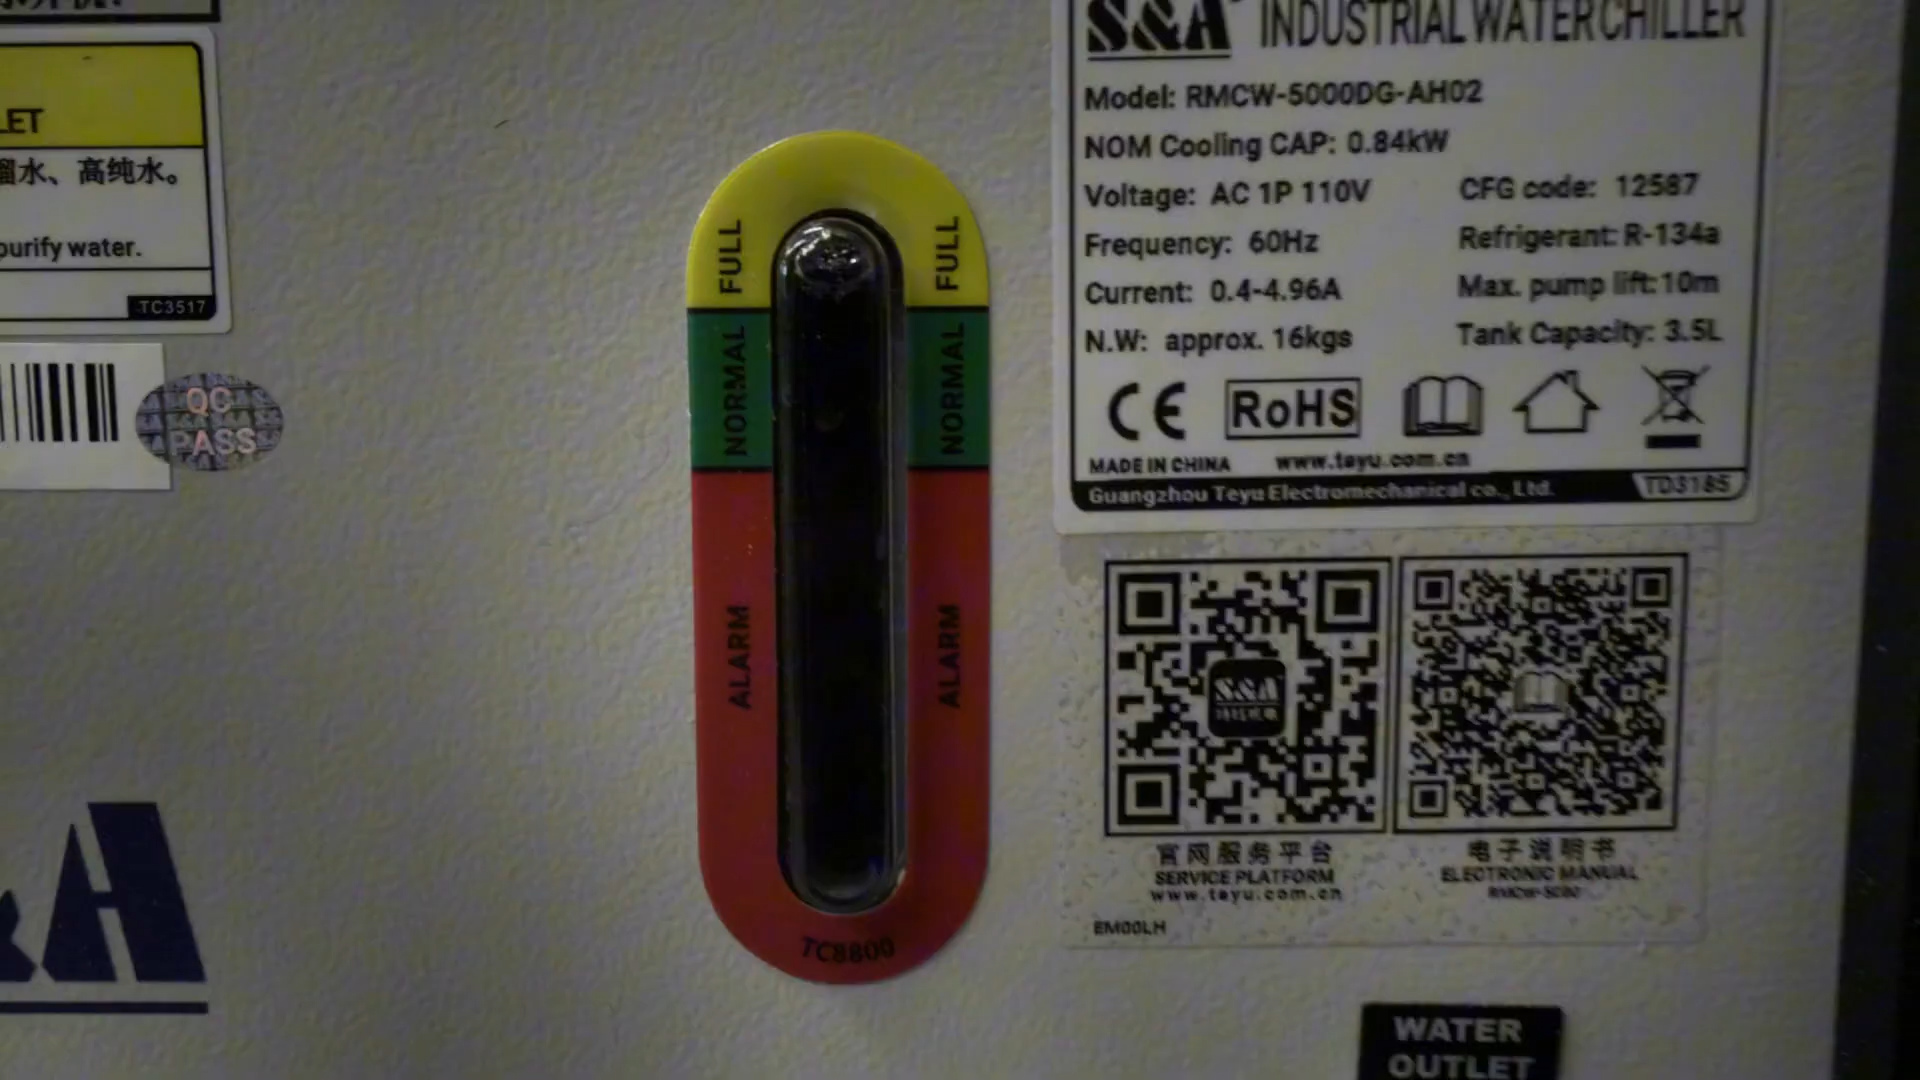 LET
馏水、高纯水。
purify water.
TC3517
QC
PASS
&A
FULL
FULL
NORMAL
NORMAL
ALARM
ALARM
TC8800
S&A INDUSTRIAL WATER CHILLER
Model: RMCW-5000DG-AH02
NOM Cooling CAP: 0.84kW
Voltage: AC 1P 110V CFG code: 12587
Frequency: 60Hz Refrigerant: R-134a
Current: 0.4-4.96A Max. pump lift: 10m
N.W: approx. 16kgs Tank Capacity: 3.5L
CE RoHS
MADE IN CHINA www.teyu.com.cn
Guangzhou Teyu Electromechanical co., Ltd. TD3185
S&A
官网服务平台
SERVICE PLATFORM
www.teyu.com.cn
电子说明书
ELECTRONIC MANUAL
EM00LH
WATER
OUTLET